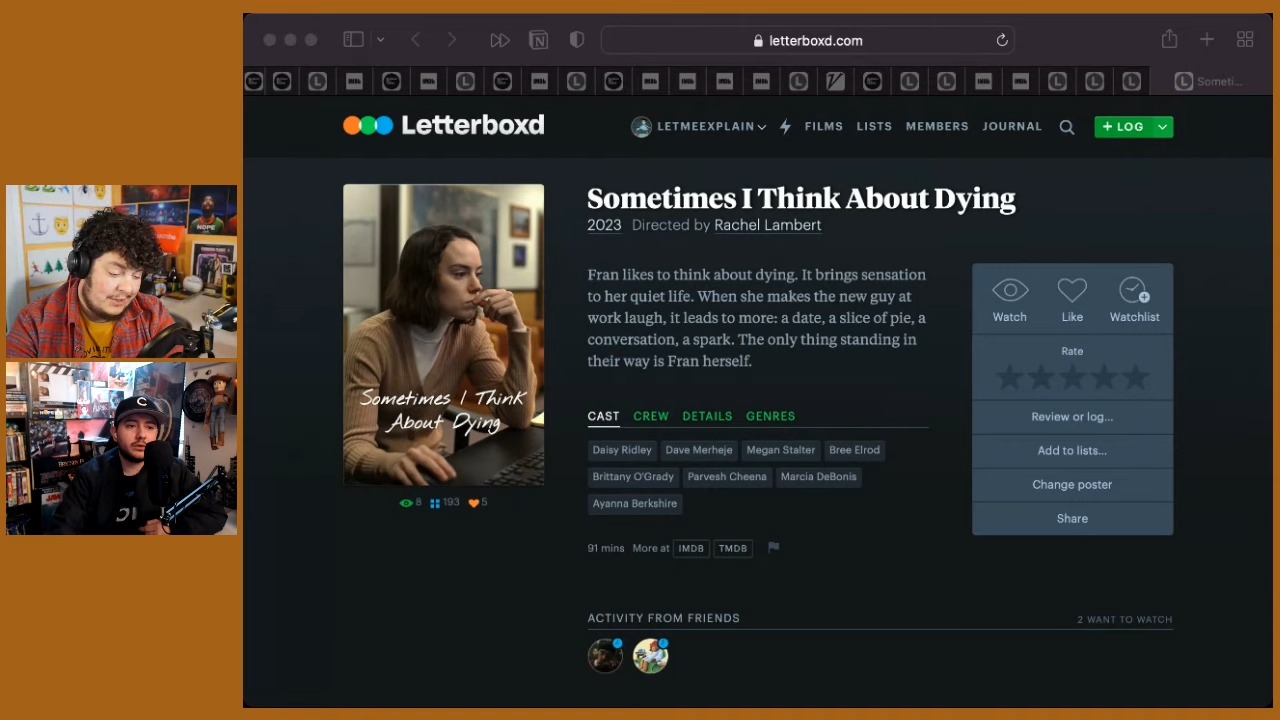 letterboxd.com
Someti...
Letterboxd
LETMEEXPLAIN
FILMS
LISTS
MEMBERS
JOURNAL
+ LOG
Sometimes I Think About Dying
2023 Directed by Rachel Lambert
Fran likes to think about dying. It brings sensation
to her quiet life. When she makes the new guy at
work laugh, it leads to more: a date, a slice of pie, a
conversation, a spark. The only thing standing in
their way is Fran herself.
Watch
Like
Watchlist
Rate
Review or log...
Add to lists...
Change poster
Share
CAST
CREW
DETAILS
GENRES
Daisy Ridley
Dave Merheje
Megan Stalter
Bree Elrod
Brittany O'Grady
Parvesh Cheena
Marcia DeBonis
Ayanna Berkshire
91 mins More at IMDB TMDB
Sometimes I Think
About Dying
8
193
5
ACTIVITY FROM FRIENDS
2 WANT TO WATCH
NOPE